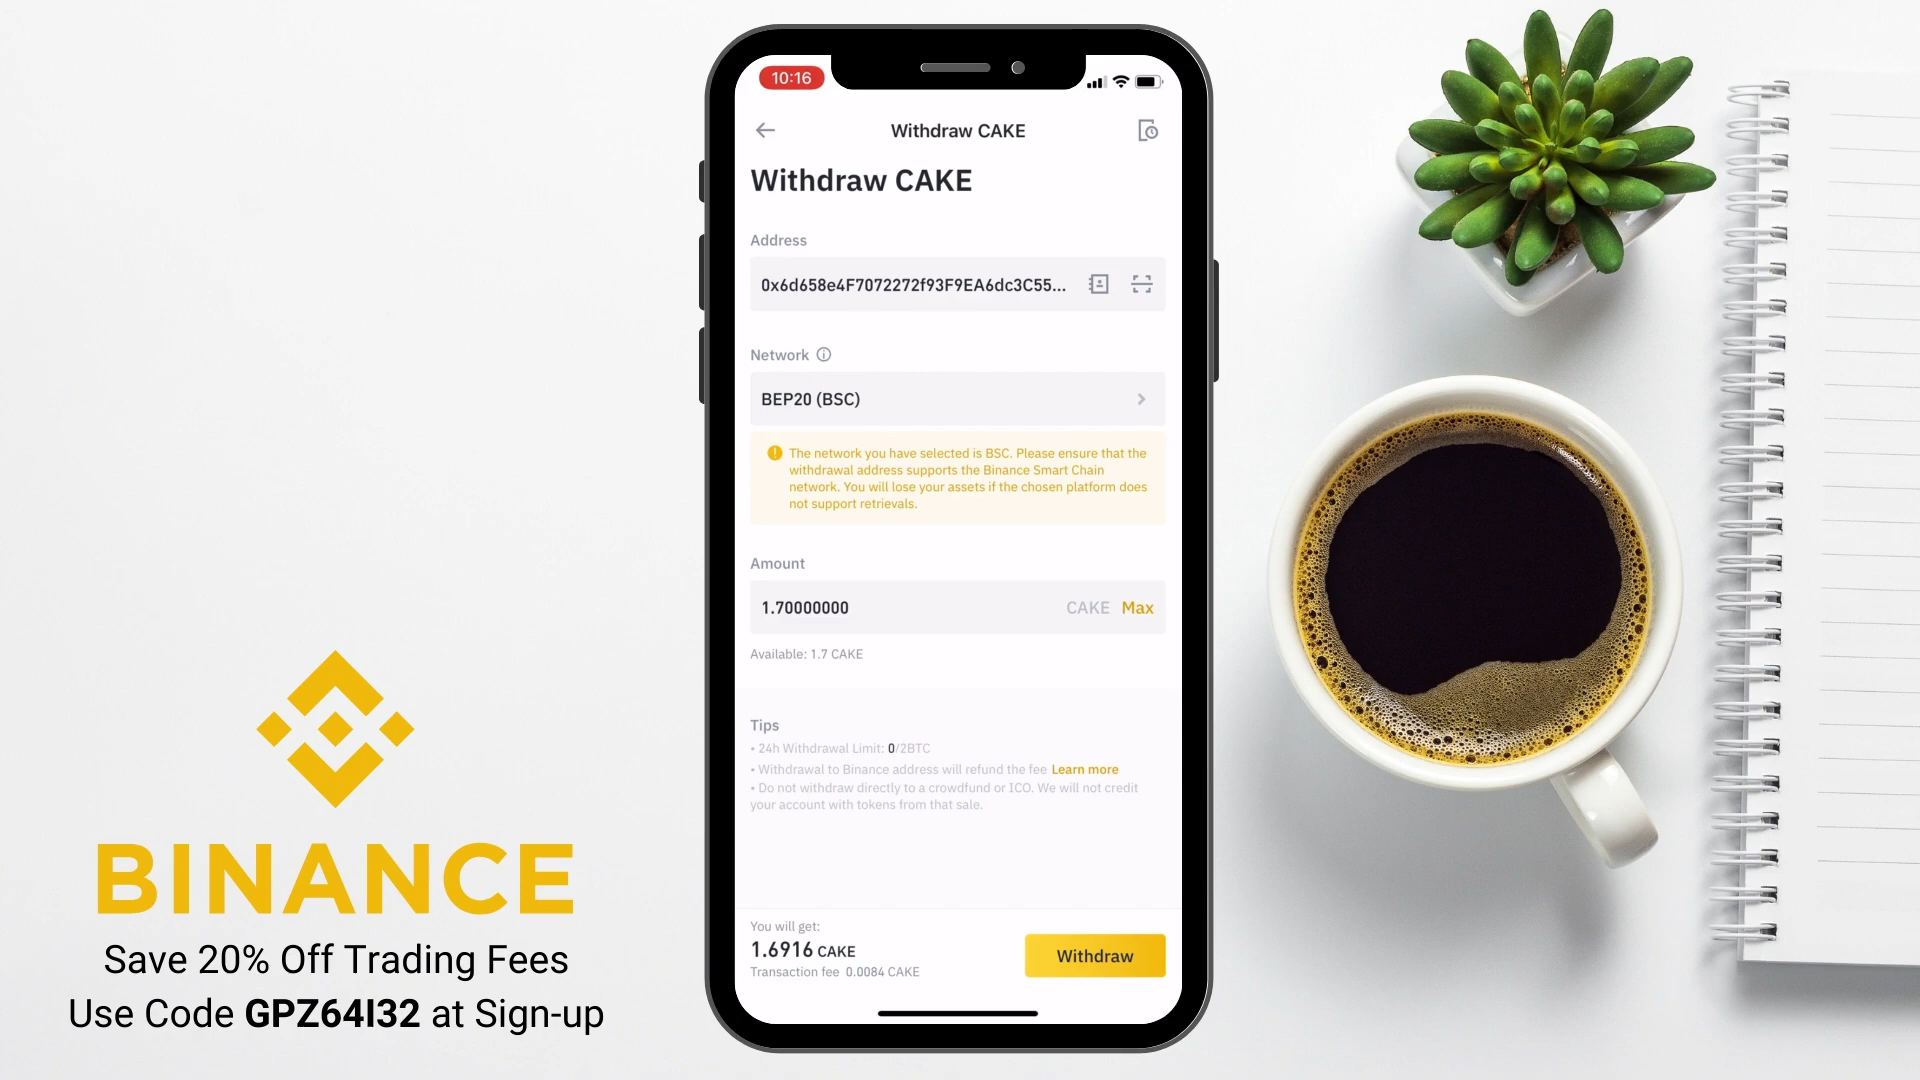 10:16
Withdraw CAKE
Withdraw CAKE
Address
0x6d658e4F7072272f93F9EA6dc3C55...
Network
BEP20 (BSC)
The network you have selected is BSC. Please ensure that the
withdrawal address supports the Binance Smart Chain
network. You will lose your assets if the chosen platform does
not support retrievals.
Amount
1.70000000 CAKE Max
Available: 1.7 CAKE
Tips
• 24h Withdrawal Limit: 0/2BTC
• Withdrawal to Binance address will refund the fee Learn more
• Do not withdraw directly to a crowdfund or ICO. We will not credit
your account with tokens from that sale.
You will get:
1.6916 CAKE
Transaction fee 0.0084 CAKE
Withdraw
BINANCE
Save 20% Off Trading Fees
Use Code GPZ64I32 at Sign-up